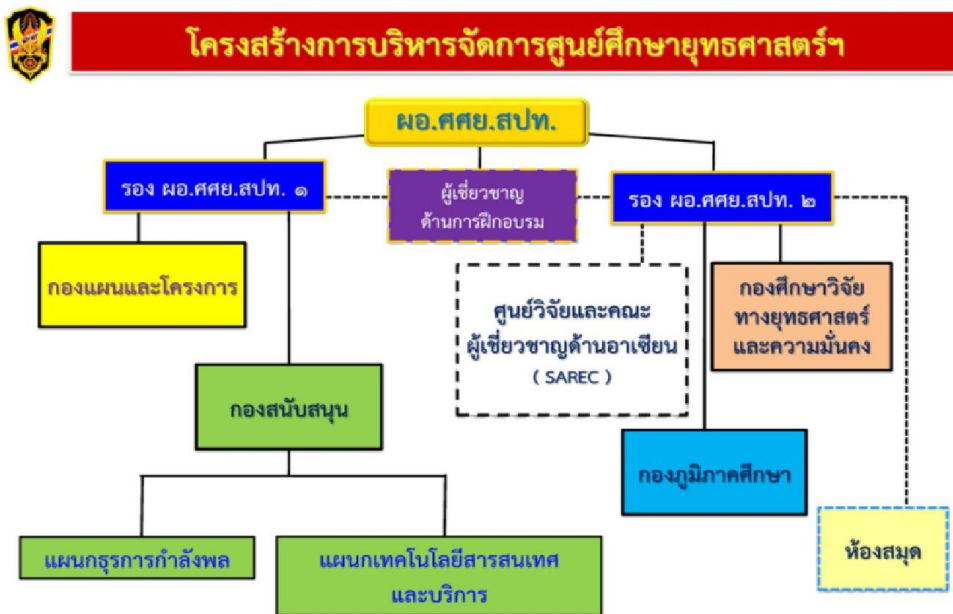 โครงสร้างการบริหารจัดการศูนย์ศึกษายุทธศาสตร์ฯ
ผอ.ศศย.สปท.
รอง ผอ.ศศย.สปท. ๑
ผู้เชี่ยวชาญ
ด้านการฝึกอบรม
รอง ผอ.ศศย.สปท. ๒
กองแผนและโครงการ
ศูนย์วิจัยและคณะ
ผู้เชี่ยวชาญด้านอาเซียน
( SAREC )
กองศึกษาวิจัย
ทางยุทธศาสตร์
และความมั่นคง
กองสนับสนุน
กองภูมิภาคศึกษา
แผนกธุรการกำลังพล
แผนกเทคโนโลยีสารสนเทศ
และบริการ
ห้องสมุด